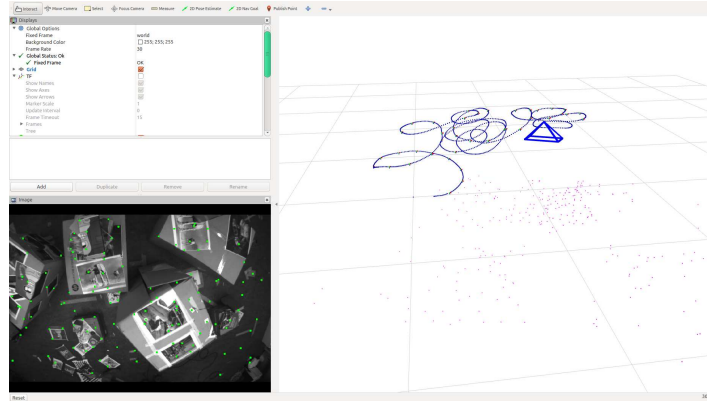 Interact Move Camera Select Focus Camera Measure 2D Pose Estimate 2D Nav Goal Publish Point
Displays
Global Options
Fixed Frame world
Background Color 255; 255; 255
Frame Rate 30
Global Status: Ok
Fixed Frame OK
Grid
TF
Show Names
Show Axes
Show Arrows
Marker Scale 1
Update Interval 0
Frame Timeout 15
Frames
Tree
Add Duplicate Remove Rename
Image
Reset